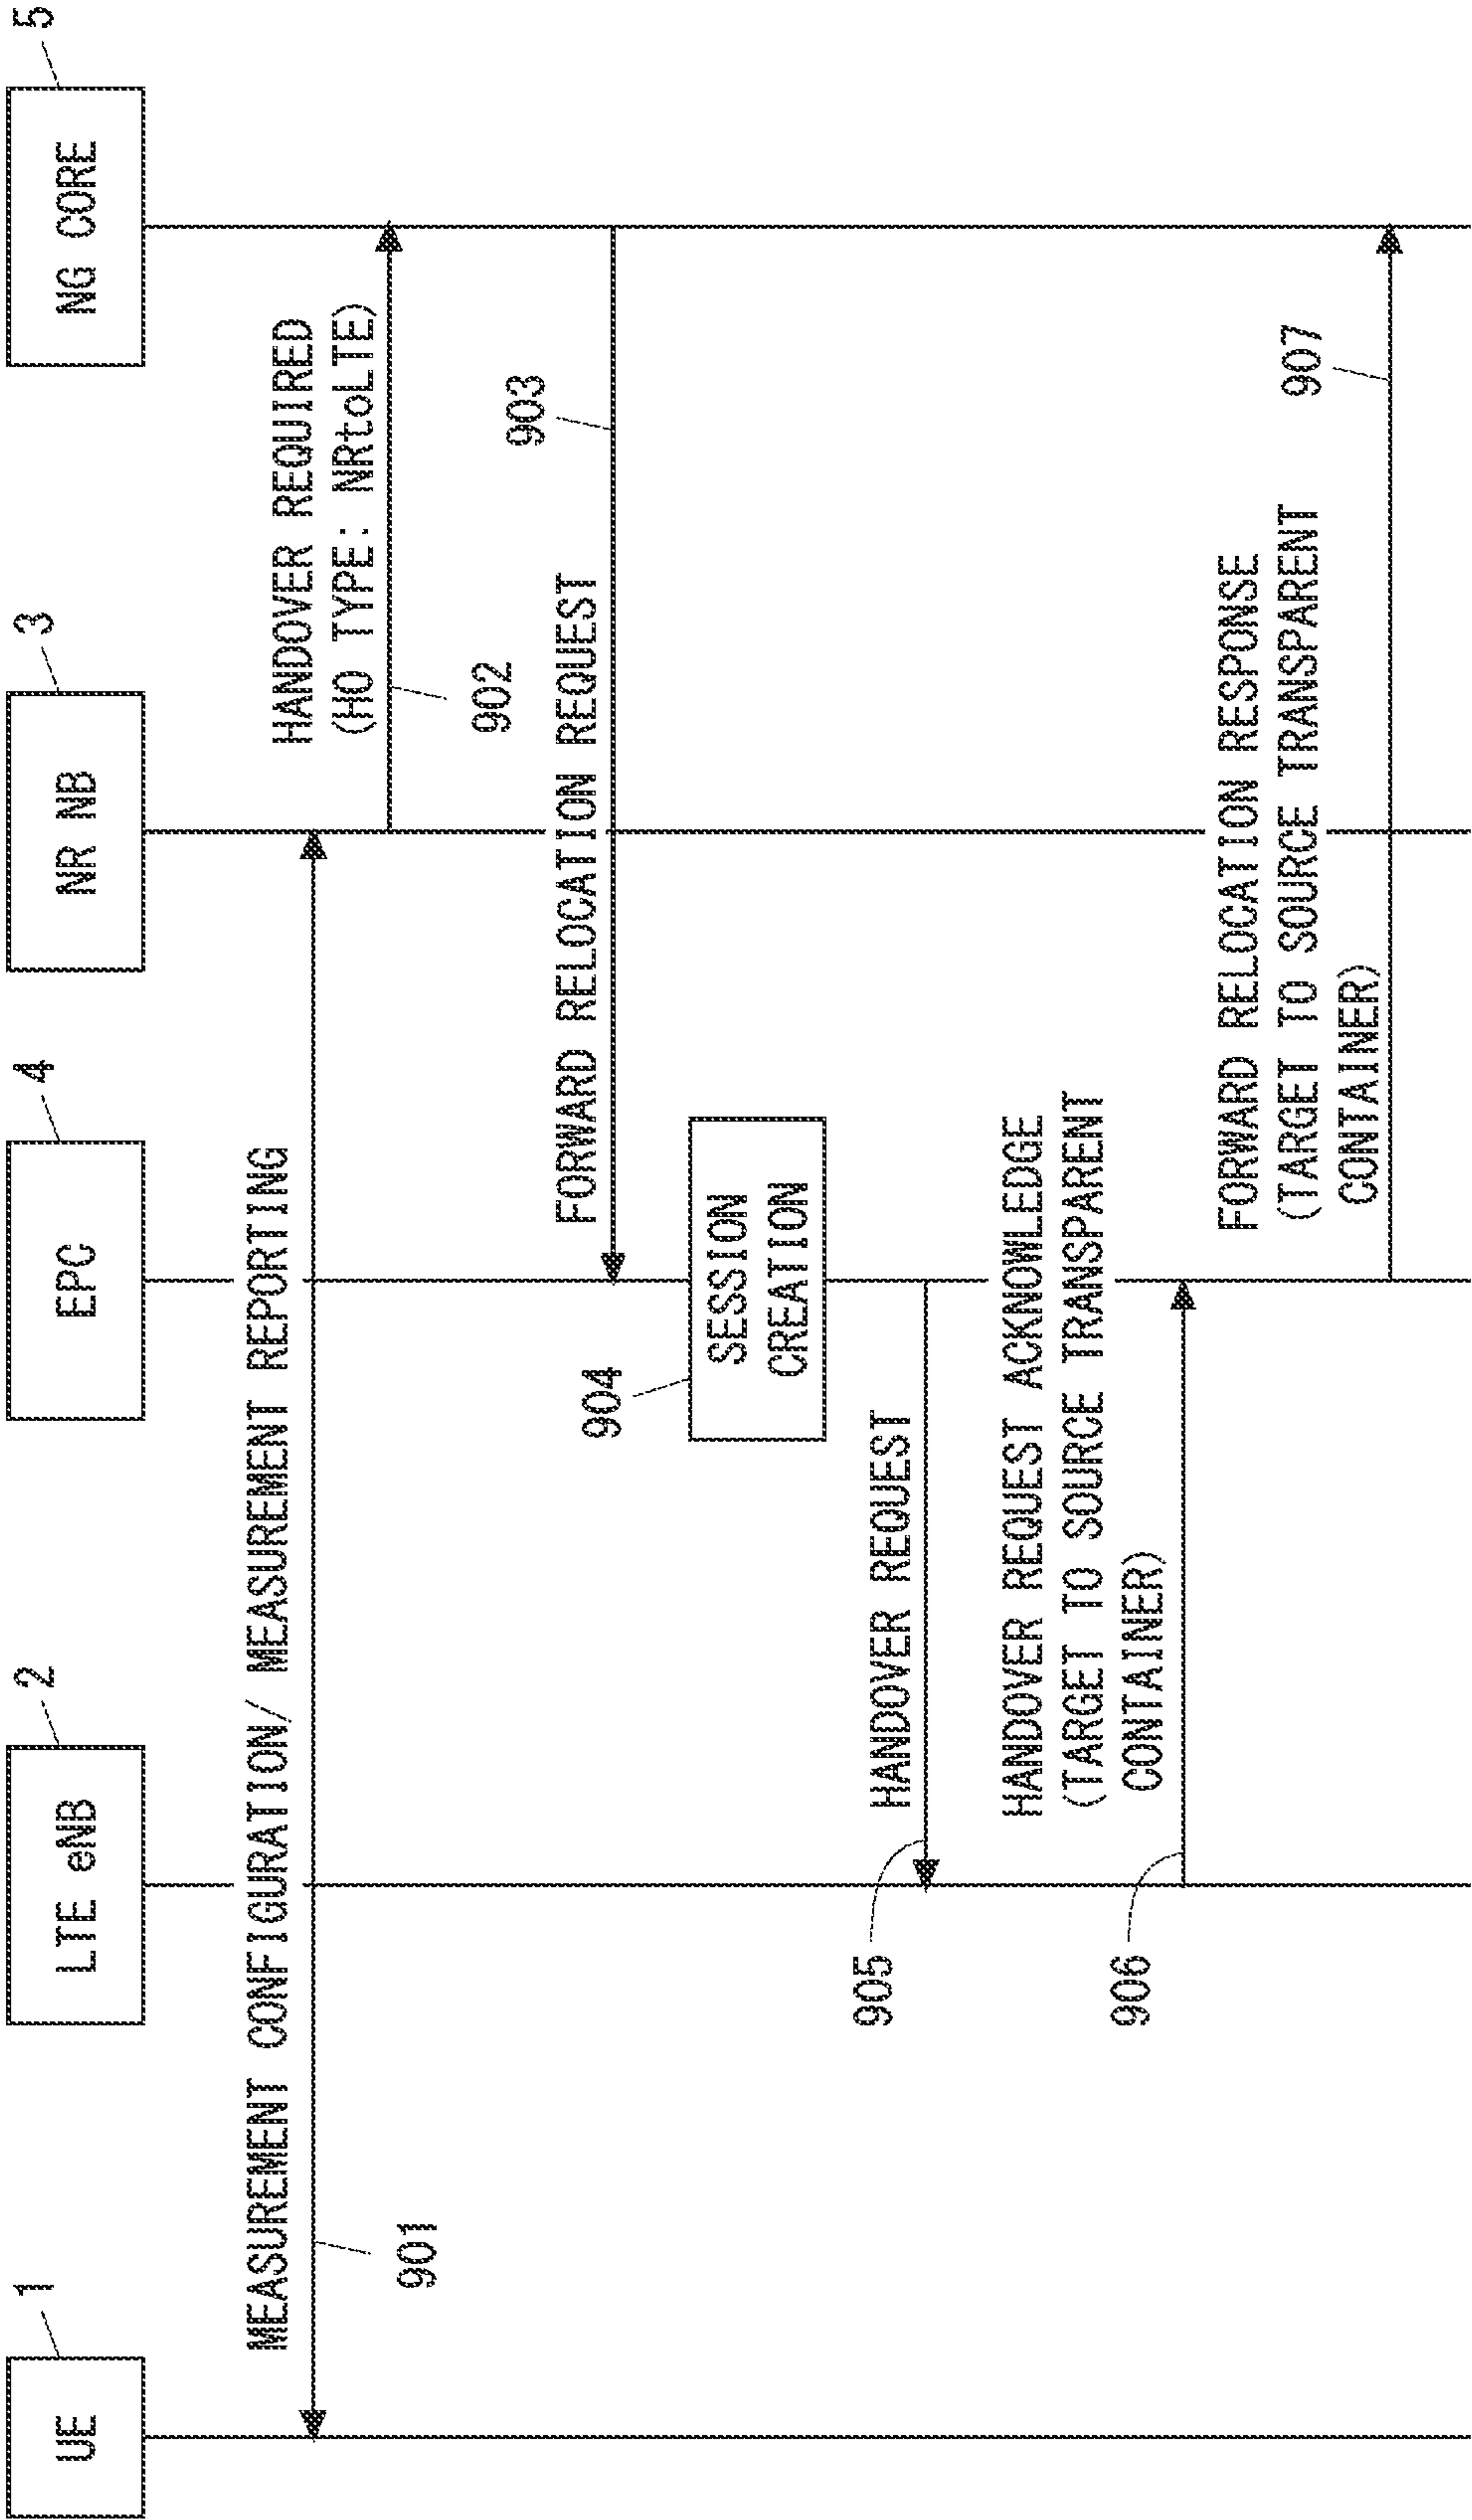 1
2
4
3
5
UE
LTE eNB
EPC
NR NB
NG CORE
MEASUREMENT CONFIGURATION/ MEASUREMENT REPORTING
901
HANDOVER REQUIRED
(HO TYPE: NRtoLTE)
902
903
FORWARD RELOCATION REQUEST
904
SESSION
CREATION
HANDOVER REQUEST
905
HANDOVER REQUEST ACKNOWLEDGE
(TARGET TO SOURCE TRANSPARENT
CONTAINER)
906
FORWARD RELOCATION RESPONSE
(TARGET TO SOURCE TRANSPARENT
CONTAINER)
907